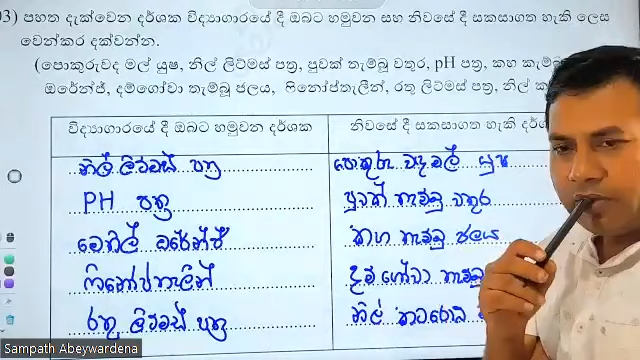 03) පහත දැක්වෙන දර්ශක විද්‍යාගාරයේ දී ඔබට හමුවන සහ නිවසේ දී සකසාගත හැකි ලෙස
වෙන්කර දක්වන්න.
(පොකුරුවද මල් යුෂ, නිල් ලිට්මස් පත්‍ර, පුවක් තැම්බූ වතුර, pH පත්‍ර, කහ
ඔරේන්ජ්, දම්ගෝවා තැම්බූ ජලය, පිනෝප්තැලීන්, රතු ලිට්මස් පත්‍ර, නිල්
විද්‍යාගාරයේ දී ඔබට හමුවන දර්ශක
නිවසේ දී සකසාගත හැකි
නිල් ලිට්මස් පත්‍ර
පොකුරු වද මල් යුෂ
PH පත්‍ර
පුවක් තැම්බූ වතුර
මෙතිල් ඔරේන්ජ්
කහ තැම්බූ ජලය
පිනෝප්තැලීන්
දම් ගෝවා තැම්බූ
රතු ලිට්මස් පත්‍ර
නිල් කටරොළු
Sampath Abeywardena